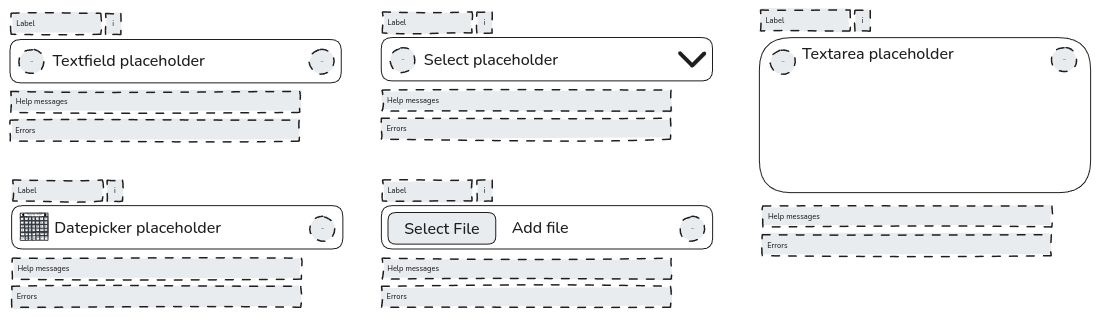 Label i
Textfield placeholder
Help messages
Errors
Label i
Select placeholder
Help messages
Errors
Label i
Textarea placeholder
Help messages
Errors
Label i
Datepicker placeholder
Help messages
Errors
Label i
Select File Add file
Help messages
Errors